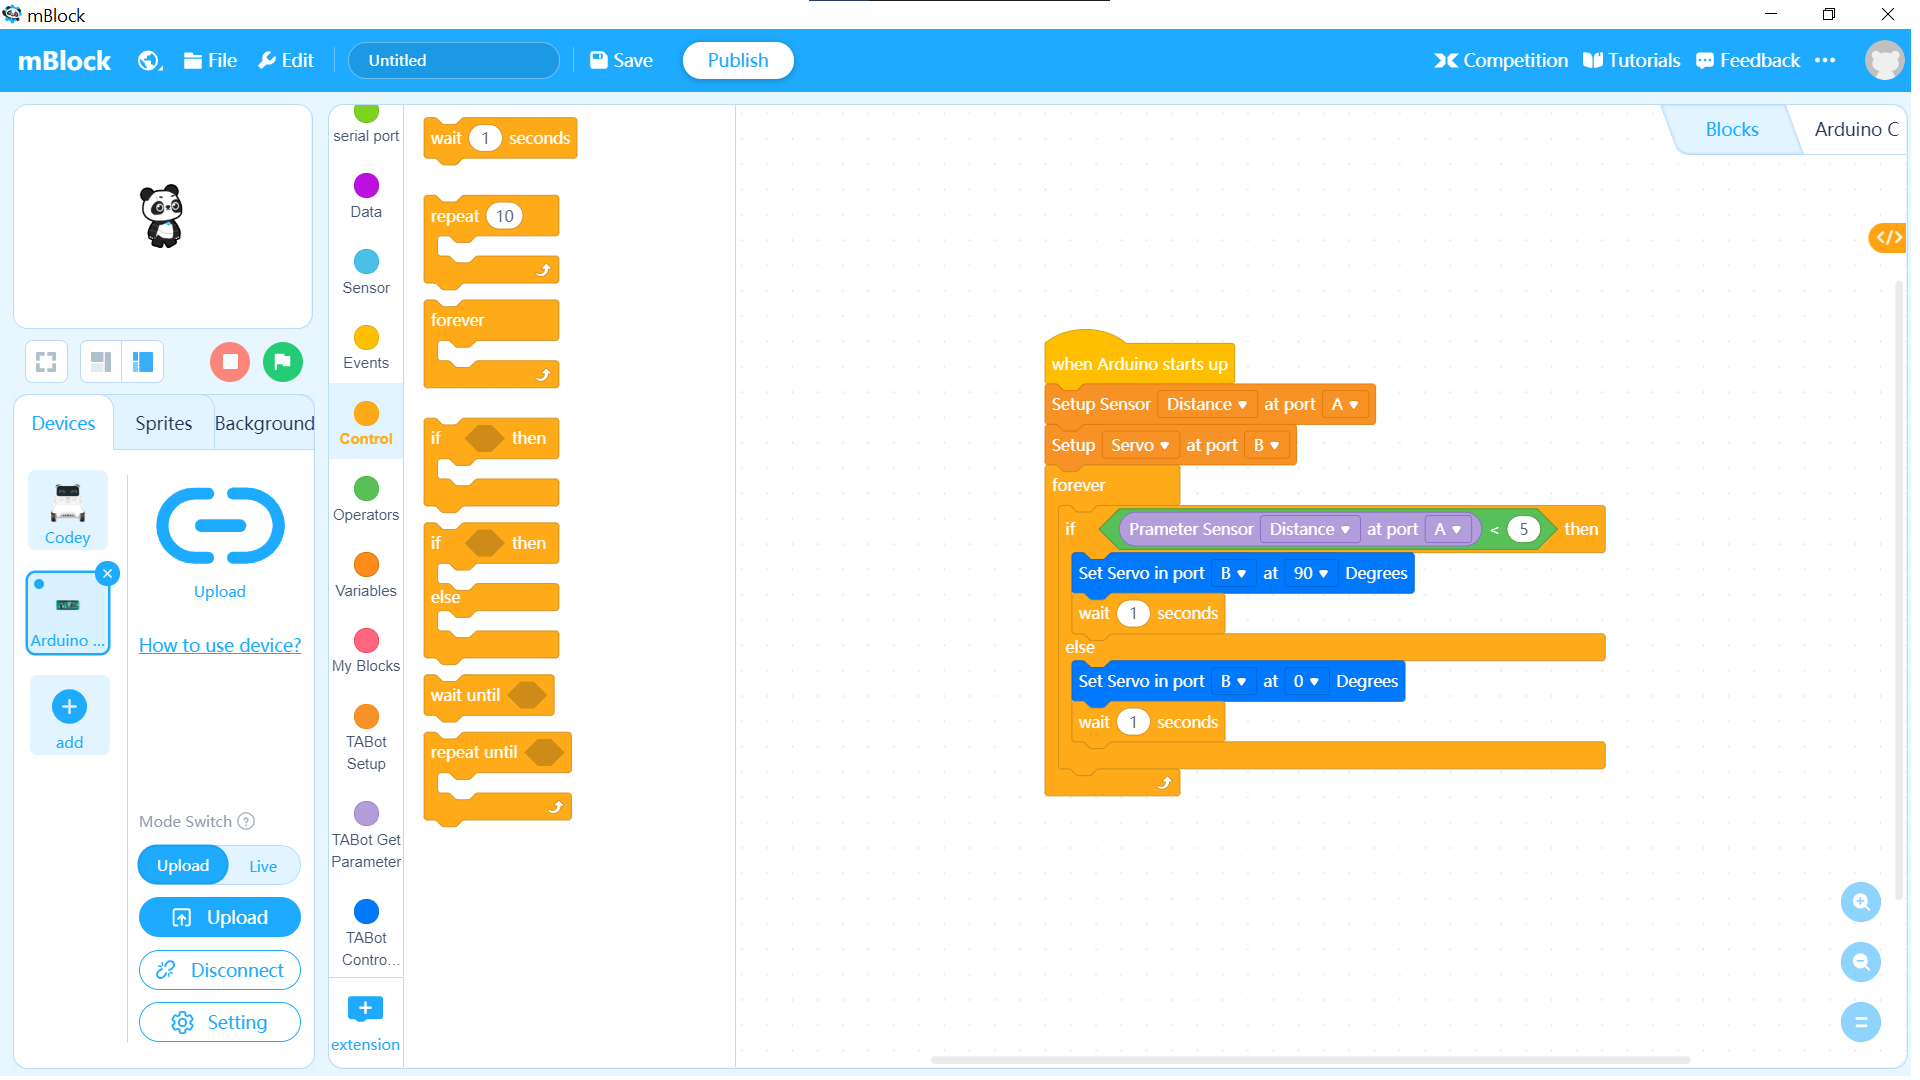 mBlock
mBlock File Edit Untitled Save Publish Competition Tutorials Feedback
serial port
Data
Sensor
Events
Control
Operators
Variables
My Blocks
TABot
Setup
TABot Get
Parameter
TABot
Contro...
extension
Devices Sprites Background
Codey
Arduino ...
add
Upload
How to use device?
Mode Switch ?
Upload Live
Upload
Disconnect
Setting
wait 1 seconds
repeat 10
forever
if then
if then
else
wait until
repeat until
Blocks Arduino C
</>
when Arduino starts up
Setup Sensor Distance at port A
Setup Servo at port B
forever
if Prameter Sensor Distance at port A < 5 then
Set Servo in port B at 90 Degrees
wait 1 seconds
else
Set Servo in port B at 0 Degrees
wait 1 seconds